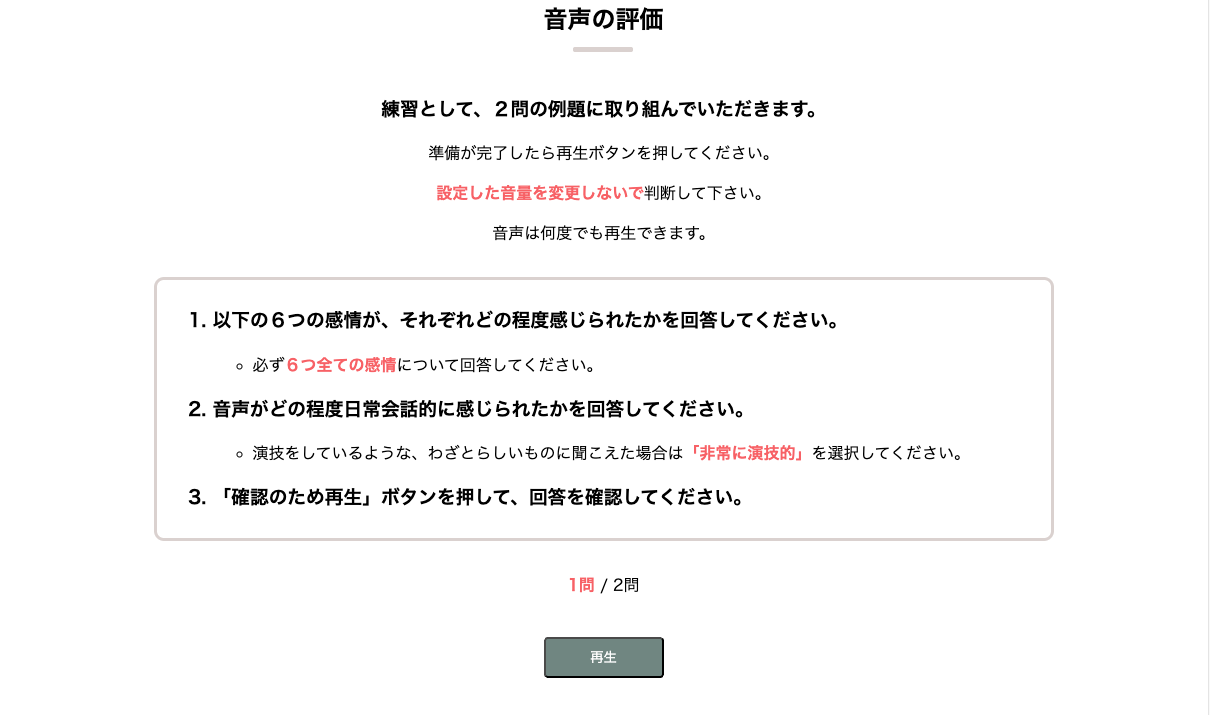 音声の評価
練習として、２問の例題に取り組んでいただきます。
準備が完了したら再生ボタンを押してください。
設定した音量を変更しないで判断して下さい。
音声は何度でも再生できます。
1. 以下の６つの感情が、それぞれどの程度感じられたかを回答してください。
必ず６つ全ての感情について回答してください。
2. 音声がどの程度日常会話的に感じられたかを回答してください。
演技をしているような、わざとらしいものに聞こえた場合は「非常に演技的」を選択してください。
3. 「確認のため再生」ボタンを押して、回答を確認してください。
1問 / 2問
再生